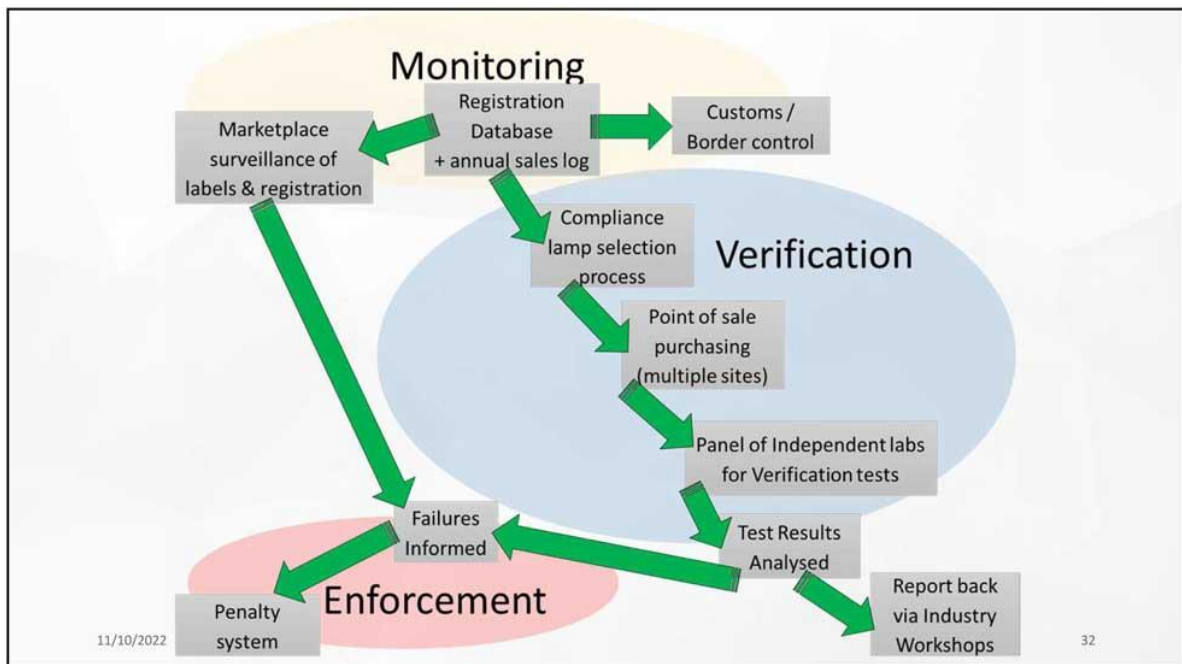 Monitoring
Registration
Database
+ annual sales log
Customs /
Border control
Marketplace
surveillance of
labels & registration
Compliance
lamp selection
process
Verification
Point of sale
purchasing
(multiple sites)
Panel of Independent labs
for Verification tests
Failures
Informed
Test Results
Analysed
Enforcement
Penalty
system
Report back
via Industry
Workshops
11/10/2022
32